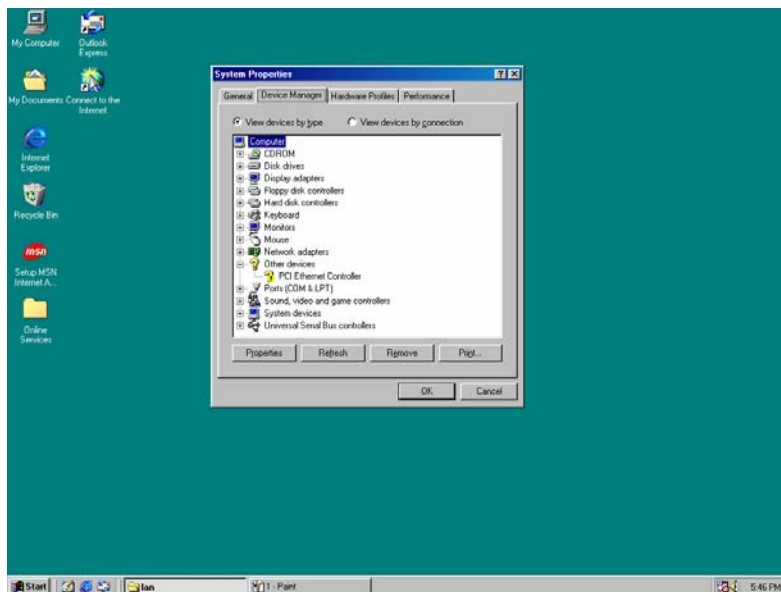 My Computer
Outlook
Express
My Documents
Connect to the
Internet
Internet
Explorer
Recycle Bin
msn
Setup MSN
Internet A...
Online
Services
System Properties
General
Device Manager
Hardware Profiles
Performance
View devices by type
View devices by connection
Computer
CDROM
Disk drives
Display adapters
Floppy disk controllers
Hard disk controllers
Keyboard
Monitors
Mouse
Network adapters
Other devices
PCI Ethernet Controller
Ports (COM & LPT)
Sound, video and game controllers
System devices
Universal Serial Bus controllers
Properties
Refresh
Remove
Print...
OK
Cancel
Start
lan
1 - Paint
5:46 PM